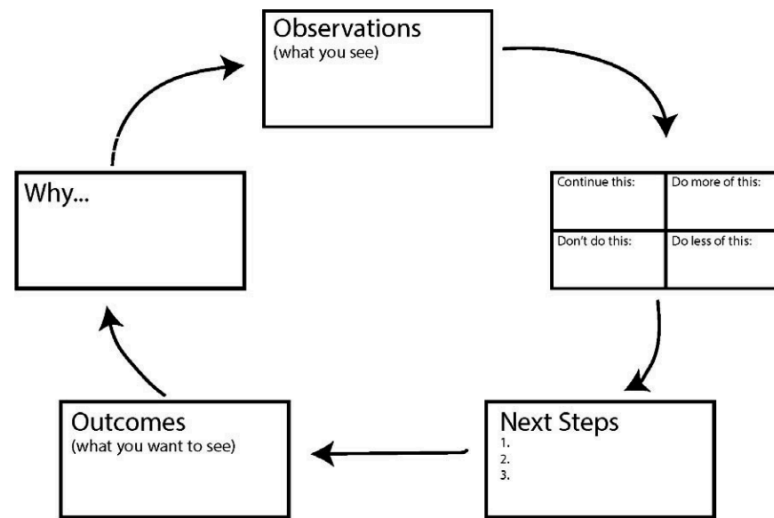 Observations
(what you see)
Continue this:
Do more of this:
Don't do this:
Do less of this:
Next Steps
1.
2.
3.
Outcomes
(what you want to see)
Why...